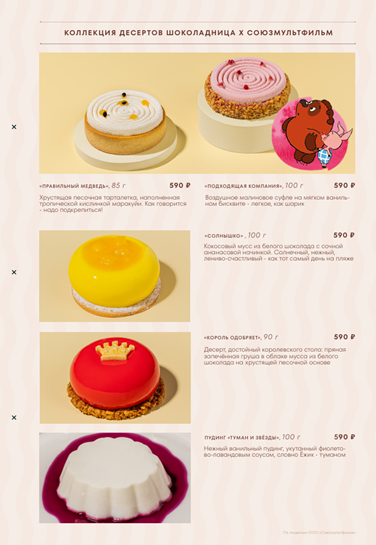 КОЛЛЕКЦИЯ ДЕСЕРТОВ ШОКОЛАДНИЦА X СОЮЗМУЛЬТФИЛЬМ
«ПРАВИЛЬНЫЙ МЕДВЕДЬ», 85 г 590 ₽
Хрустящая песочная тарталетка, наполненная
тропической кислинкой маракуйи. Как говорится
- надо подкрепиться!
«ПОДХОДЯЩАЯ КОМПАНИЯ», 100 г 590 ₽
Воздушное малиновое суфле на мягком ваниль-
ном бисквите - легкое, как шарик
«СОЛНЫШКО» , 100 г 590 ₽
Кокосовый мусс из белого шоколада с сочной
ананасовой начинкой. Солнечный, нежный,
лениво-счастливый - как тот самый день на пляже
«КОРОЛЬ ОДОБРЯЕТ», 90 г 590 ₽
Десерт, достойный королевского стола: пряная
запечённая груша в облаке мусса из белого
шоколада на хрустящей песочной основе
ПУДИНГ «ТУМАН И ЗВЁЗДЫ», 100 г 590 ₽
Нежный ванильный пудинг, укутанный фиолето-
во-лавандовым соусом, словно Ёжик - туманом